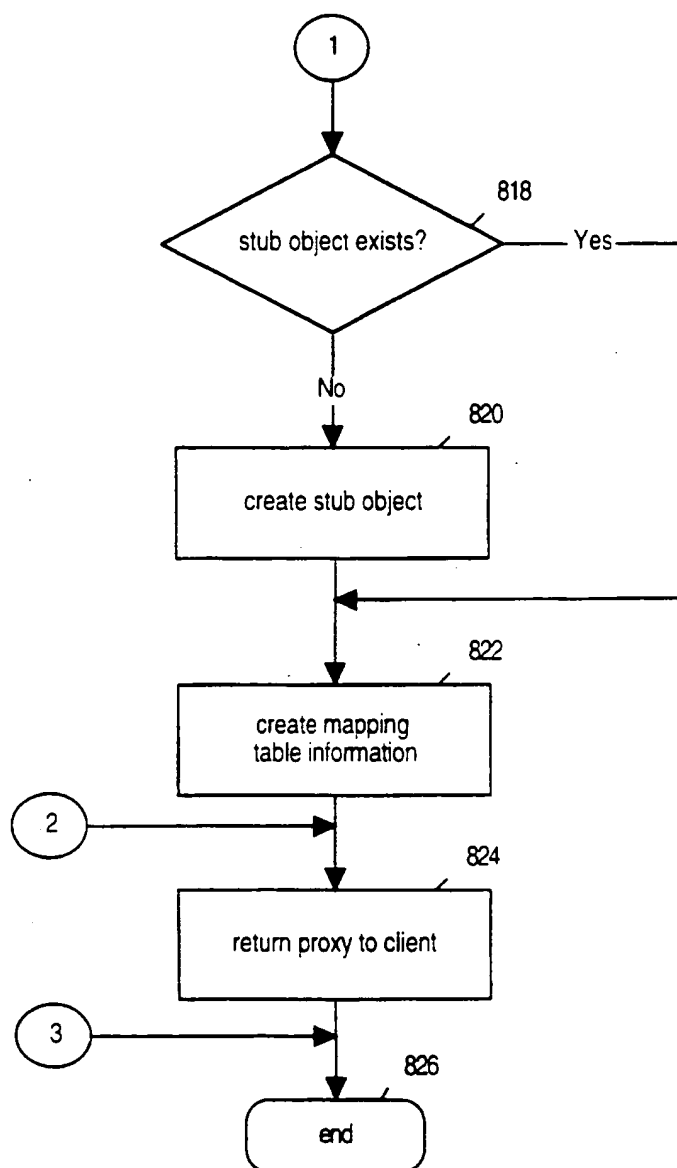 1
818
stub object exists?
Yes
No
820
create stub object
822
create mapping
table information
2
824
return proxy to client
3
826
end